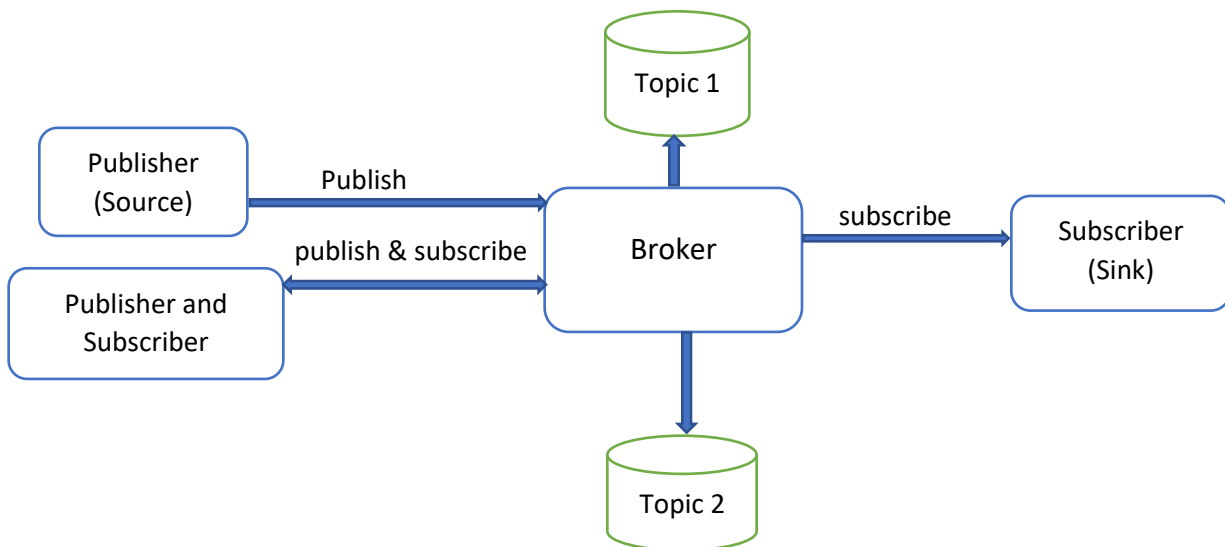 Topic 1
Publisher
(Source)
Publish
publish & subscribe
Publisher and
Subscriber
Broker
subscribe
Subscriber
(Sink)
Topic 2